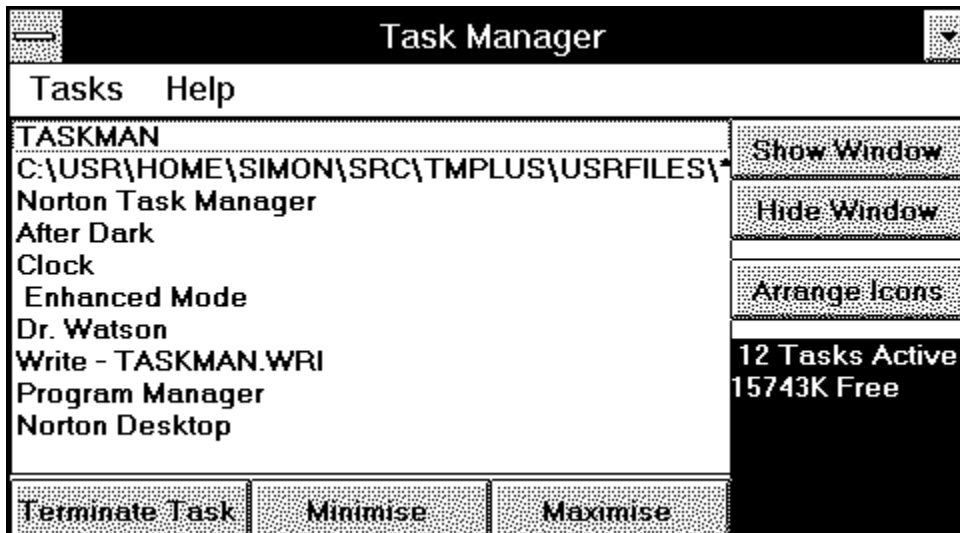 Task Manager
Tasks Help
TASKMAN
C:\USR\HOME\SIMON\SRC\TMPLUS\USRFILES\*
Norton Task Manager
After Dark
Clock
Enhanced Mode
Dr. Watson
Write - TASKMAN.WRI
Program Manager
Norton Desktop
Show Window
Hide Window
Arrange Icons
12 Tasks Active
15743K Free
Terminate Task Minimise Maximise